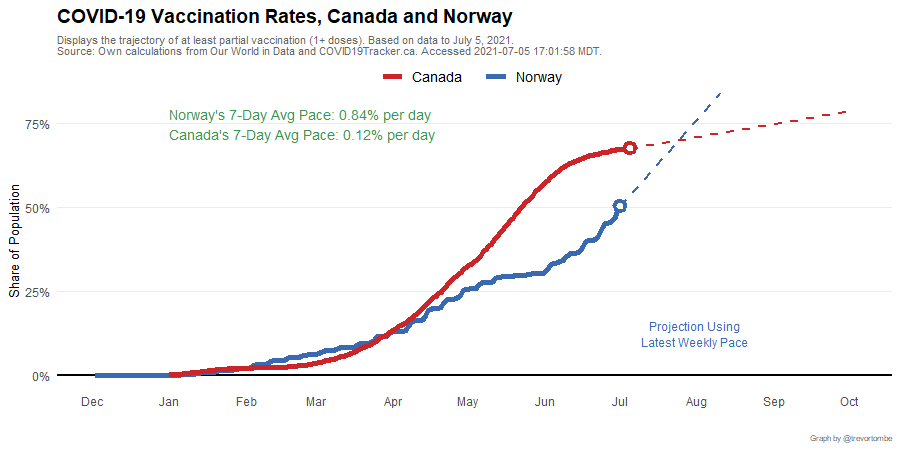 COVID-19 Vaccination Rates, Canada and Norway
Displays the trajectory of at least partial vaccination (1+ doses). Based on data to July 5, 2021.
Source: Own calculations from Our World in Data and COVID19Tracker.ca. Accessed 2021-07-05 17:01:58 MDT.
Canada Norway
Norway's 7-Day Avg Pace: 0.84% per day
Canada's 7-Day Avg Pace: 0.12% per day
75%
50%
25%
0%
Share of Population
Projection Using
Latest Weekly Pace
Dec Jan Feb Mar Apr May Jun Jul Aug Sep Oct
Graph by @trevortombe